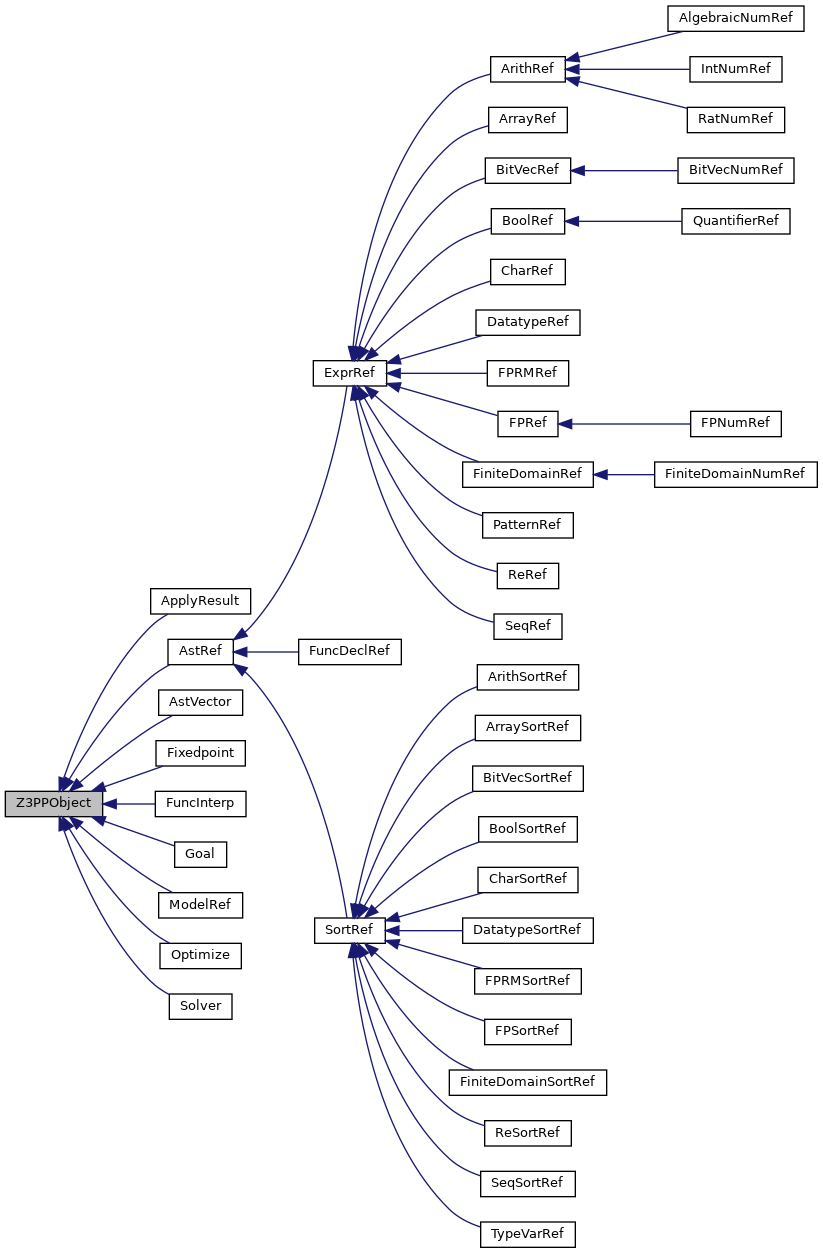 AlgebraicNumRef
ArithRef
IntNumRef
RatNumRef
ArrayRef
BitVecRef
BitVecNumRef
BoolRef
QuantifierRef
CharRef
DatatypeRef
ExprRef
FPRMRef
FPRef
FPNumRef
FiniteDomainRef
FiniteDomainNumRef
PatternRef
ReRef
SeqRef
ApplyResult
AstRef
FuncDeclRef
AstVector
Fixedpoint
Z3PPObject
FuncInterp
Goal
ModelRef
Optimize
Solver
ArithSortRef
ArraySortRef
BitVecSortRef
BoolSortRef
CharSortRef
SortRef
DatatypeSortRef
FPRMSortRef
FPSortRef
FiniteDomainSortRef
ReSortRef
SeqSortRef
TypeVarRef